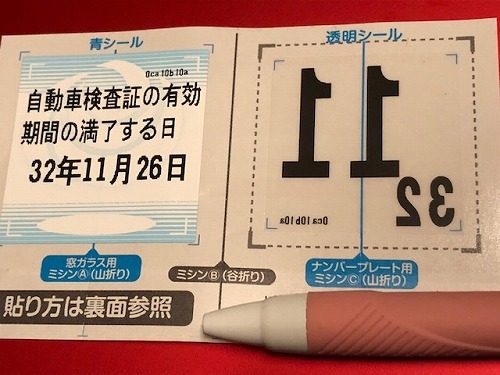 青シール
透明シール
0ca10b10a
自動車検査証の有効
期間の満了する日
32年11月26日
11
32
0ca10b10a
窓ガラス用
ミシンⒶ(山折り)
ミシンⒷ(谷折り)
ナンバープレート用
ミシンⒸ(山折り)
貼り方は裏面参照